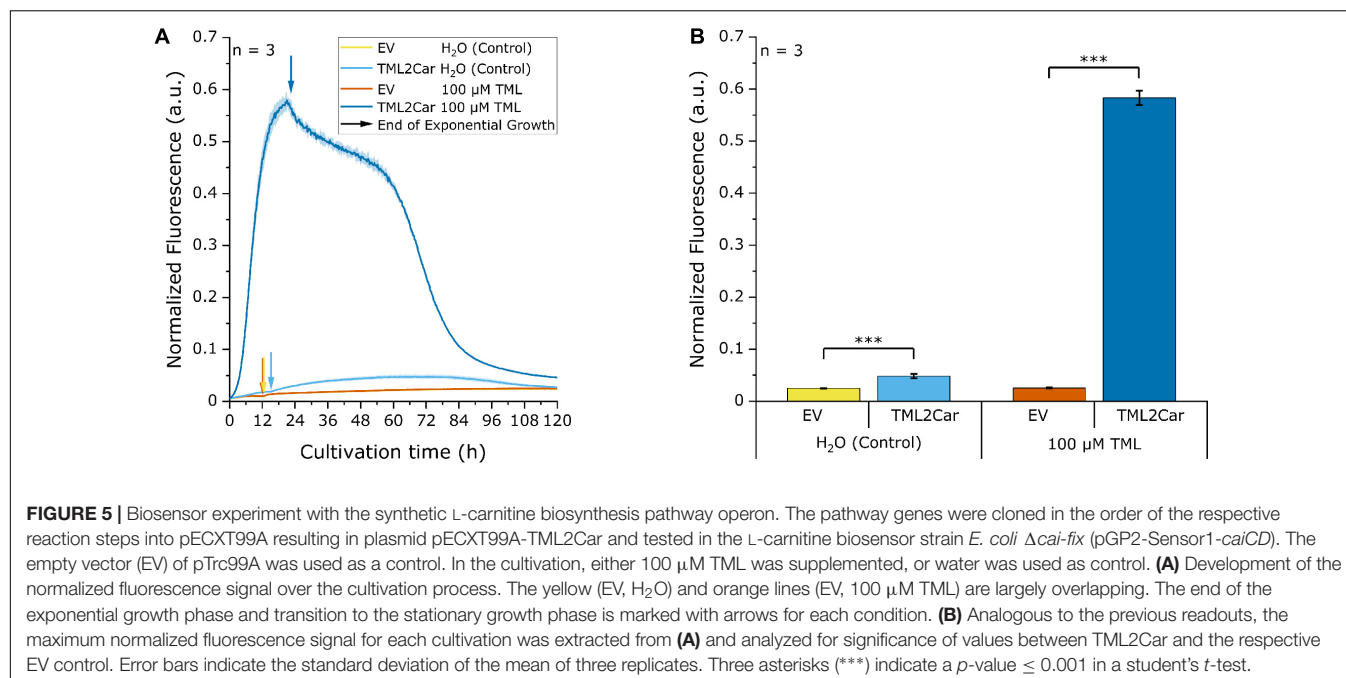 A
n = 3
EV H₂O (Control)
TML2Car H₂O (Control)
EV 100 µM TML
TML2Car 100 µM TML
End of Exponential Growth
Normalized Fluorescence (a.u.)
0.7
0.6
0.5
0.4
0.3
0.2
0.1
0
0 12 24 36 48 60 72 84 96 108 120
Cultivation time (h)
B
n = 3
***
***
Normalized Fluorescence (a.u.)
0.7
0.6
0.5
0.4
0.3
0.2
0.1
0
EV TML2Car EV TML2Car
H₂O (Control) 100 µM TML
FIGURE 5 | Biosensor experiment with the synthetic L-carnitine biosynthesis pathway operon. The pathway genes were cloned in the order of the respective
reaction steps into pECXT99A resulting in plasmid pECXT99A-TML2Car and tested in the L-carnitine biosensor strain E. coli Δcai-fix (pGP2-Sensor1-caiCD). The
empty vector (EV) of pTrc99A was used as a control. In the cultivation, either 100 µM TML was supplemented, or water was used as control. (A) Development of the
normalized fluorescence signal over the cultivation process. The yellow (EV, H₂O) and orange lines (EV, 100 µM TML) are largely overlapping. The end of the
exponential growth phase and transition to the stationary growth phase is marked with arrows for each condition. (B) Analogous to the previous readouts, the
maximum normalized fluorescence signal for each cultivation was extracted from (A) and analyzed for significance of values between TML2Car and the respective
EV control. Error bars indicate the standard deviation of the mean of three replicates. Three asterisks (***) indicate a p-value ≤ 0.001 in a student's t-test.